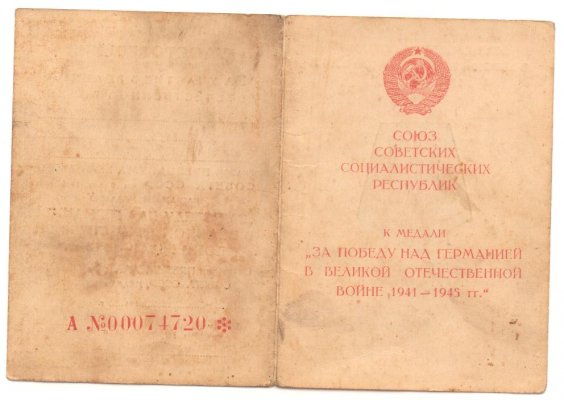 А №00074720 *
СОЮЗ
СОВЕТСКИХ
СОЦИАЛИСТИЧЕСКИХ
РЕСПУБЛИК
К МЕДАЛИ
„ЗА ПОБЕДУ НАД ГЕРМАНИЕЙ
В ВЕЛИКОЙ ОТЕЧЕСТВЕННОЙ
ВОЙНЕ 1941—1945 гг.“